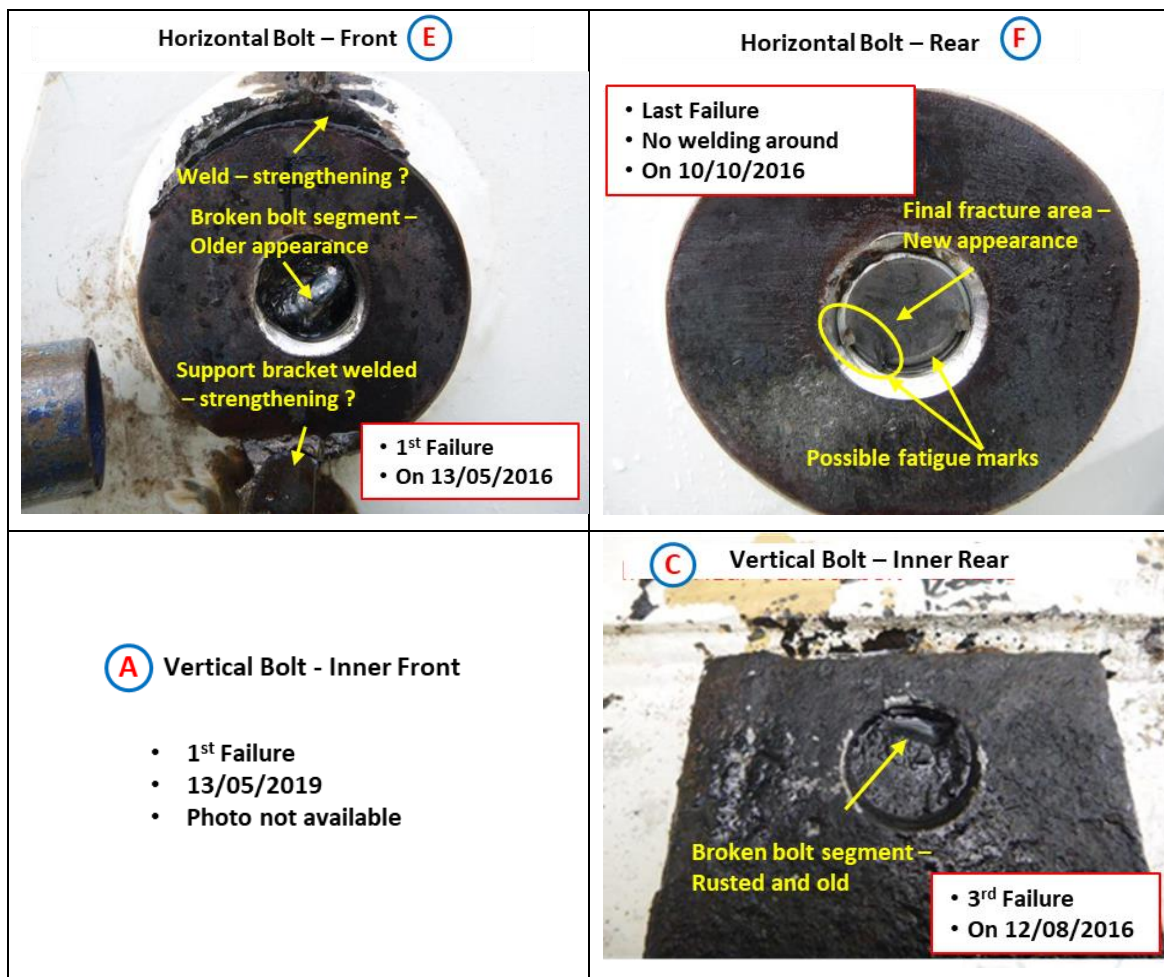 Horizontal Bolt – Front E
Weld – strengthening ?
Broken bolt segment –
Older appearance
Support bracket welded
– strengthening ?
• 1st Failure
• On 13/05/2016
Horizontal Bolt – Rear F
• Last Failure
• No welding around
• On 10/10/2016
Final fracture area –
New appearance
Possible fatigue marks
A Vertical Bolt - Inner Front
• 1st Failure
• 13/05/2019
• Photo not available
C Vertical Bolt – Inner Rear
Broken bolt segment –
Rusted and old
• 3rd Failure
• On 12/08/2016